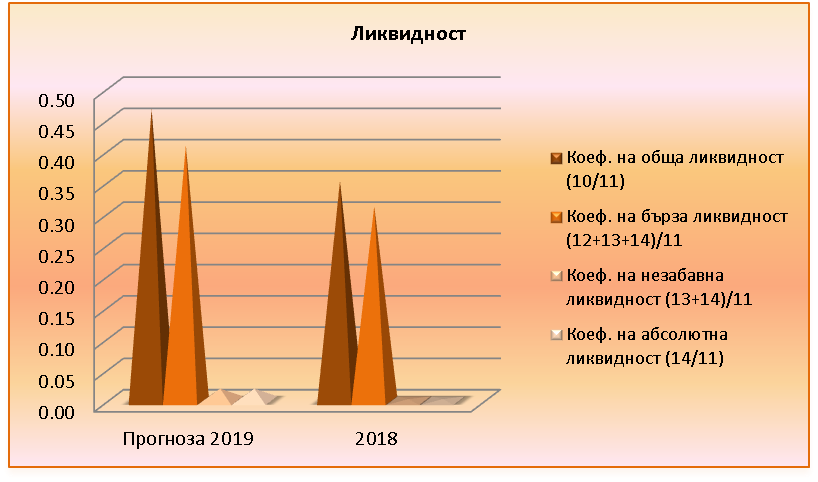 Ликвидност
0.50
0.45
0.40
0.35
0.30
0.25
0.20
0.15
0.10
0.05
0.00
Прогноза 2019
2018
Коеф. на обща ликвидност
(10/11)
Коеф. на бърза ликвидност
(12+13+14)/11
Коеф. на незабавна
ликвидност (13+14)/11
Коеф. на абсолютна
ликвидност (14/11)